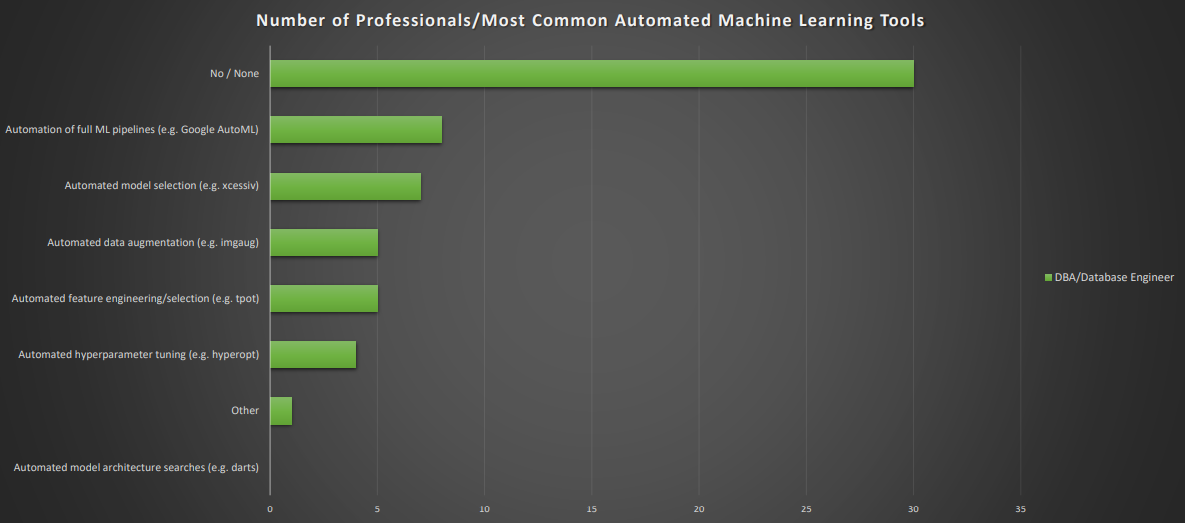 Number of Professionals/Most Common Automated Machine Learning Tools
No / None
Automation of full ML pipelines (e.g. Google AutoML)
Automated model selection (e.g. xcessiv)
Automated data augmentation (e.g. imgaug)
Automated feature engineering/selection (e.g. tpot)
Automated hyperparameter tuning (e.g. hyperopt)
Other
Automated model architecture searches (e.g. darts)
DBA/Database Engineer
0 5 10 15 20 25 30 35